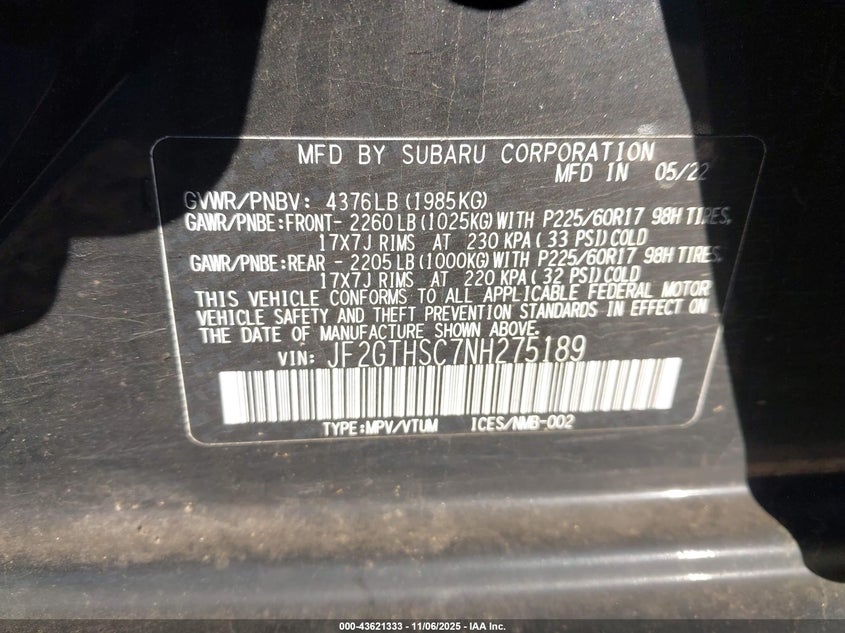 MFD BY SUBARU CORPORATION
MFD IN 05/22
GVWR/PNBV: 4376LB (1985KG)
GAWR/PNBE:FRONT- 2260LB (1025KG) WITH P225/60R17 98H TIRES,
17X7J RIMS AT 230 KPA ( 33 PSI) COLD
GAWR/PNBE:REAR - 2205LB (1000KG) WITH P225/60R17 98H TIRES,
17X7J RIMS AT 220 KPA ( 32 PSI) COLD
THIS VEHICLE CONFORMS TO ALL APPLICABLE FEDERAL MOTOR
VEHICLE SAFETY AND THEFT PREVENTION STANDARDS IN EFFECT ON
THE DATE OF MANUFACTURE SHOWN ABOVE.
VIN: JF2GTHSC7NH275189
TYPE:MPV/VTUM ICES/NMB-002
000-43621333 - 11/06/2025 - IAA Inc.